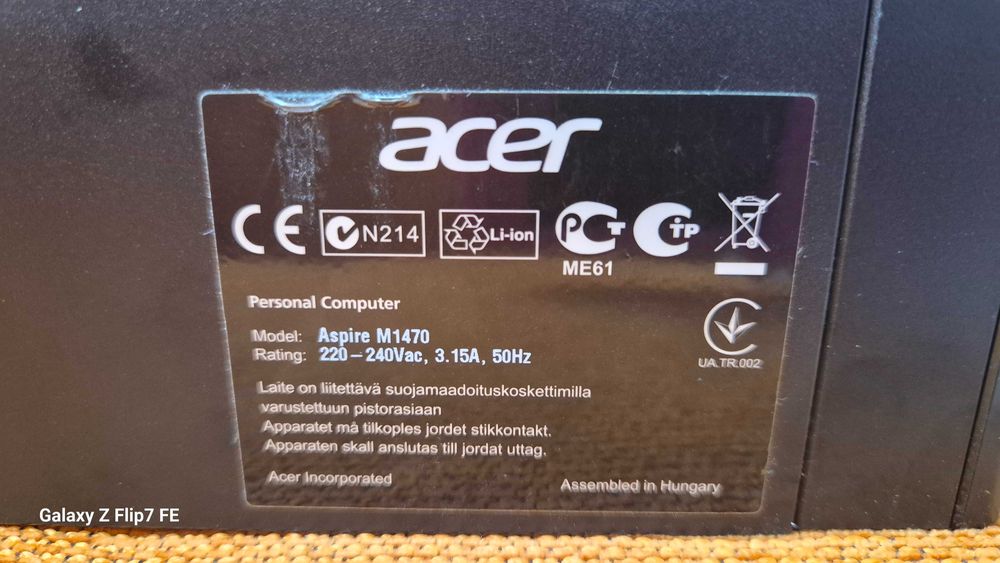 acer
CE
N214
Li-ion
PCT
ME61
СТР
Personal Computer
Model: Aspire M1470
Rating: 220–240Vac, 3.15A, 50Hz
UA.TR.002
Laite on liitettävä suojamaadoituskoskettimilla
varustettuun pistorasiaan
Apparatet må tilkoples jordet stikkontakt.
Apparaten skall anslutas till jordat uttag.
Acer Incorporated
Assembled in Hungary
Galaxy Z Flip7 FE